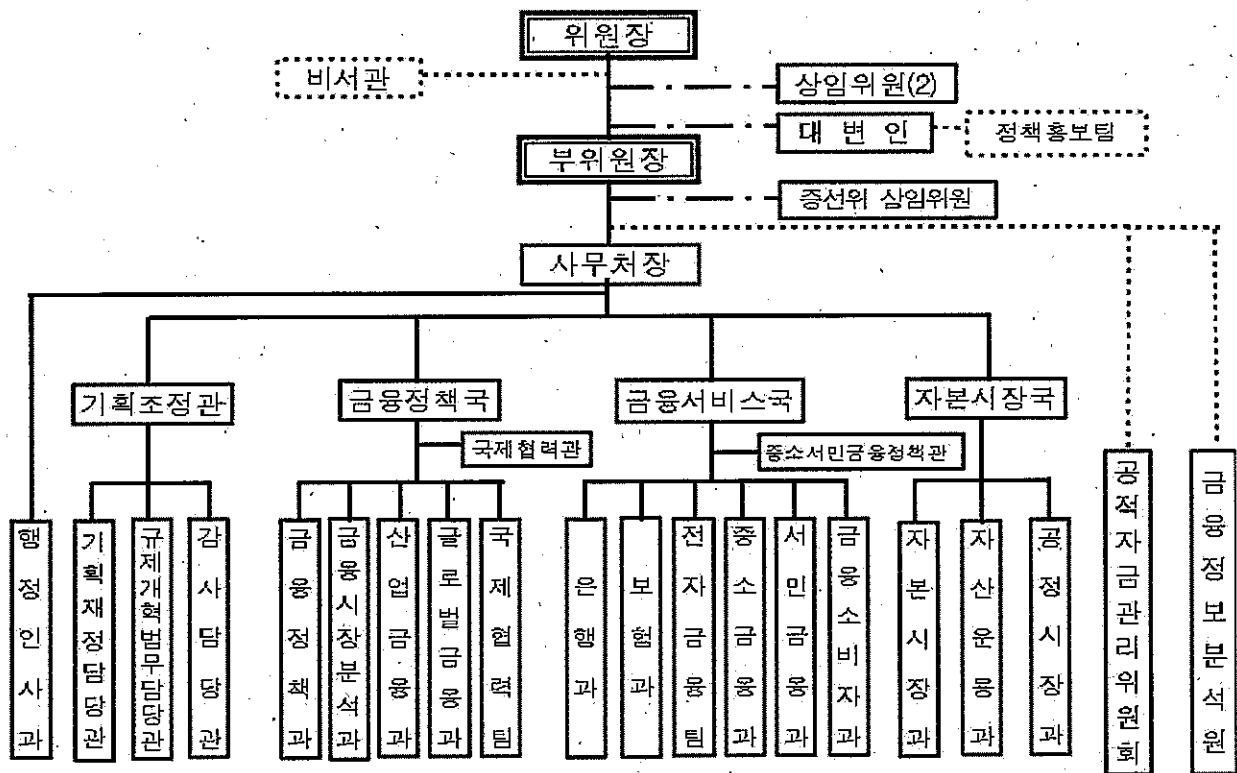 위원장
비서관
상임위원(2)
대 변 인
정책홍보팀
부위원장
증선위 상임위원
사무처장
기획조정관
금융정책국
금융서비스국
자본시장국
국제협력관
중소서민금융정책관
행정인사과
기획재정담당관
규제개혁법무담당관
감사담당관
금융정책과
금융시장분석과
산업금융과
글로벌금융과
국제협력팀
은행과
보험과
전자금융팀
중소금융과
서민금융과
금융소비자과
자본시장과
자산운용과
공정시장과
공적자금관리위원회
금융정보분석원